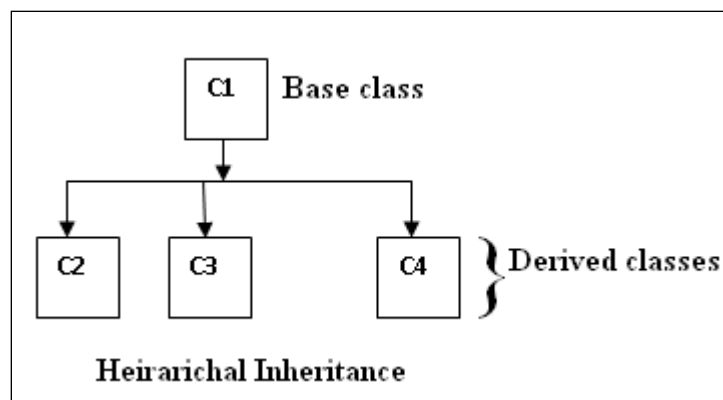 C1 Base class
C2 C3 C4 Derived classes
Heirarichal Inheritance